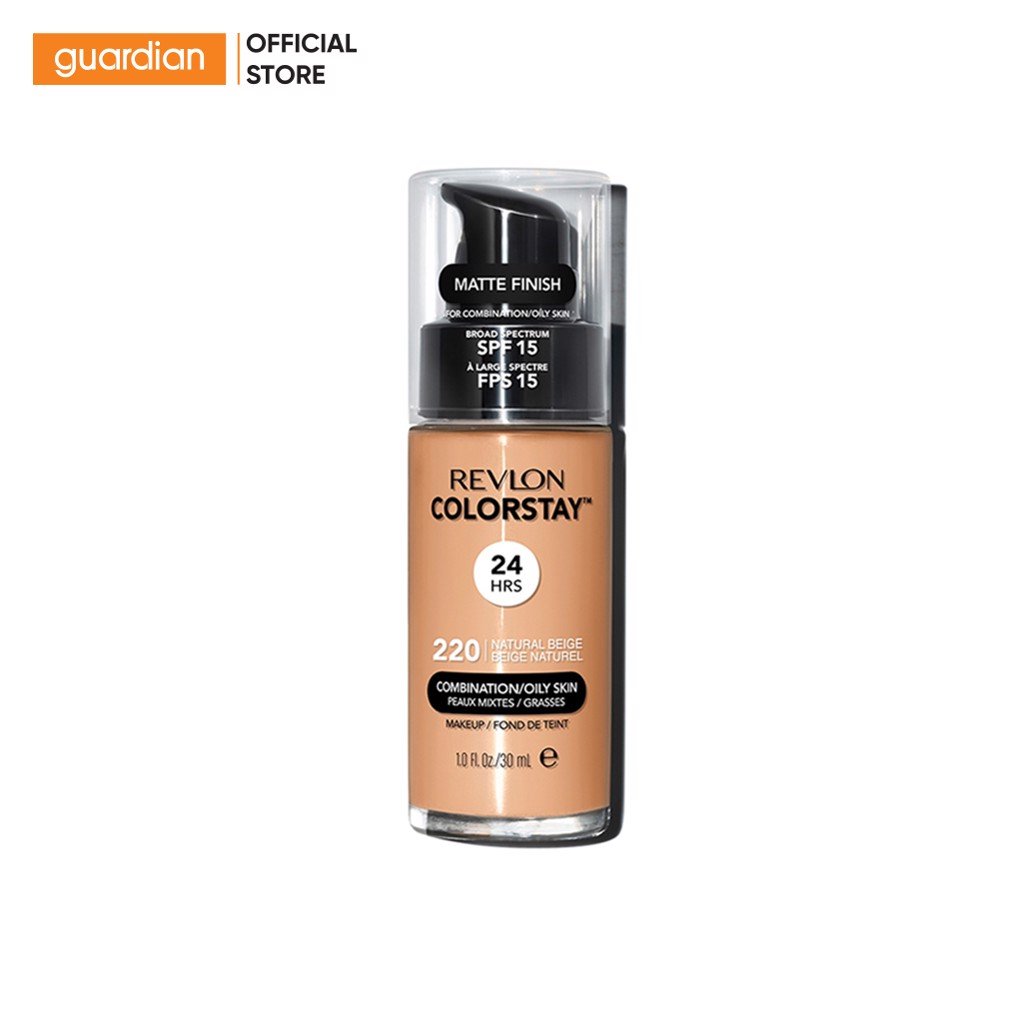 guardian
OFFICIAL
STORE
MATTE FINISH
FOR COMBINATION/OILY SKIN
BROAD SPECTRUM
SPF 15
À LARGE SPECTRE
FPS 15
REVLON
COLORSTAY™
24
HRS
220 | NATURAL BEIGE
BEIGE NATUREL
COMBINATION/OILY SKIN
PEAUX MIXTES / GRASSES
MAKEUP / FOND DE TEINT
1.0 Fl. Oz./30 mL ℮